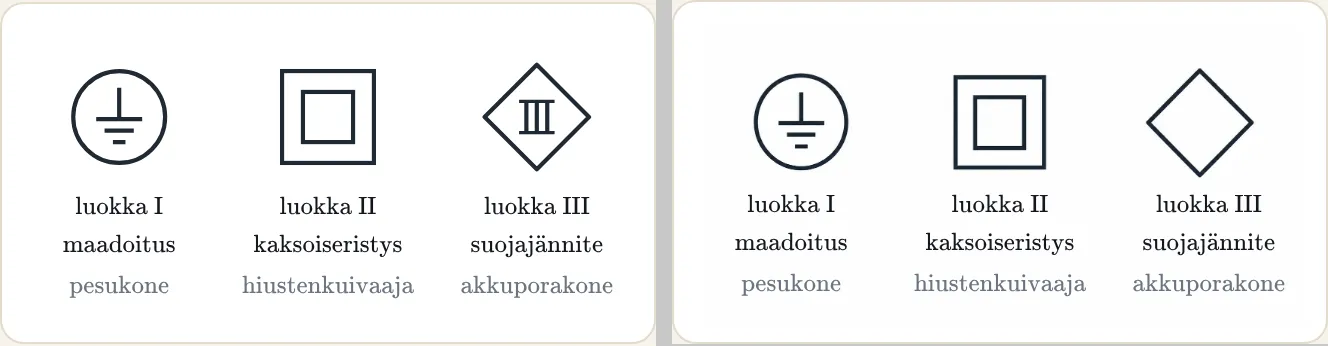 III
luokka I
luokka II
luokka III
maadoitus
kaksoiseristys
suojajännite
pesukone
hiustenkuivaaja
akkuporakone
luokka I
luokka II
luokka III
maadoitus
kaksoiseristys
suojajännite
pesukone
hiustenkuivaaja
akkuporakone